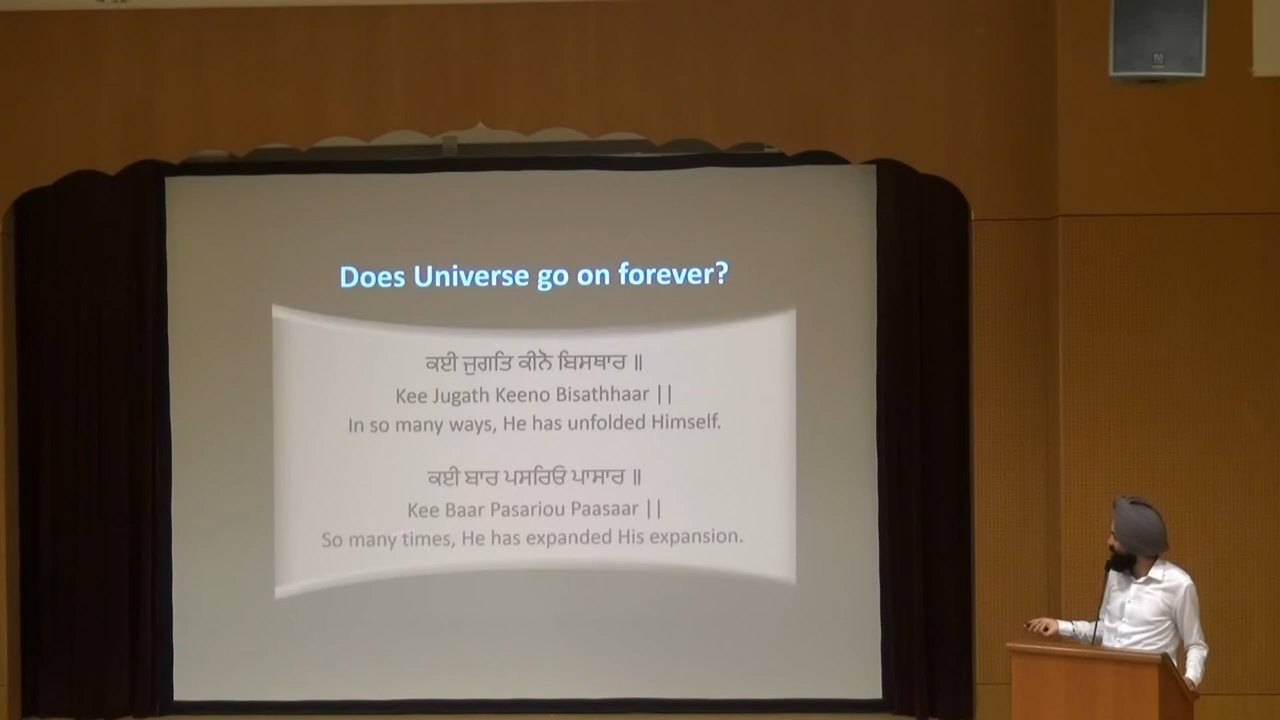 Does Universe go on forever?
ਕਈ ਜੁਗਤਿ ਕੀਨੋ ਬਿਸਥਾਰ ॥
Kee Jugath Keeno Bisathhaar ||
In so many ways, He has unfolded Himself.
ਕਈ ਬਾਰ ਪਸਰਿਓ ਪਾਸਾਰ ॥
Kee Baar Pasariou Paasaar ||
So many times, He has expanded His expansion.